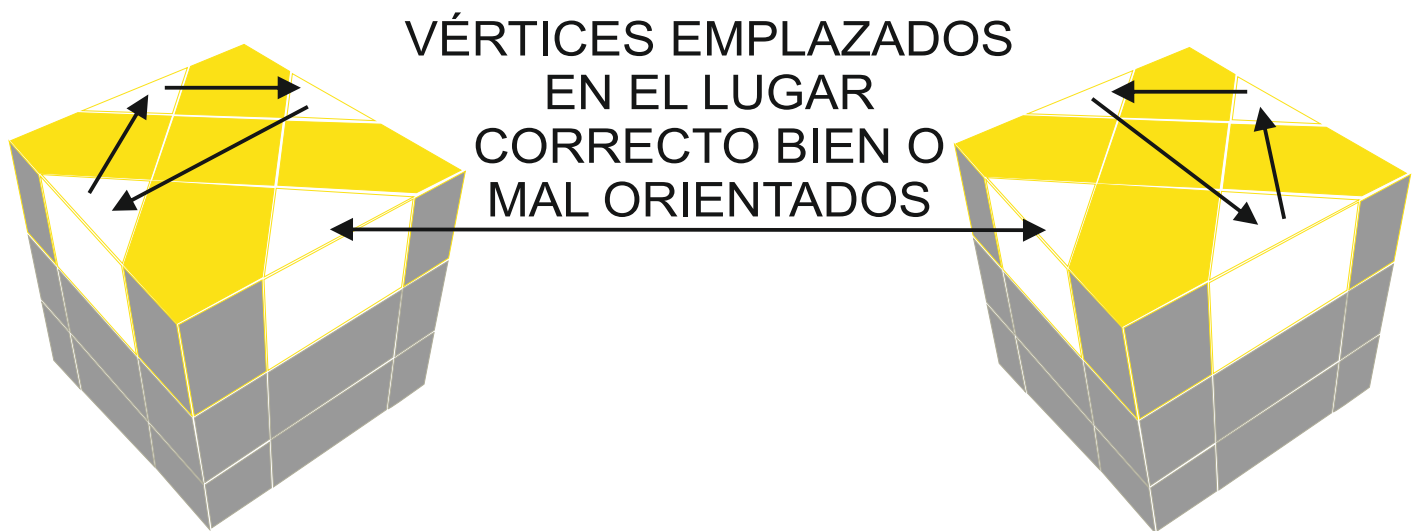 VÉRTICES EMPLAZADOS
EN EL LUGAR
CORRECTO BIEN O
MAL ORIENTADOS